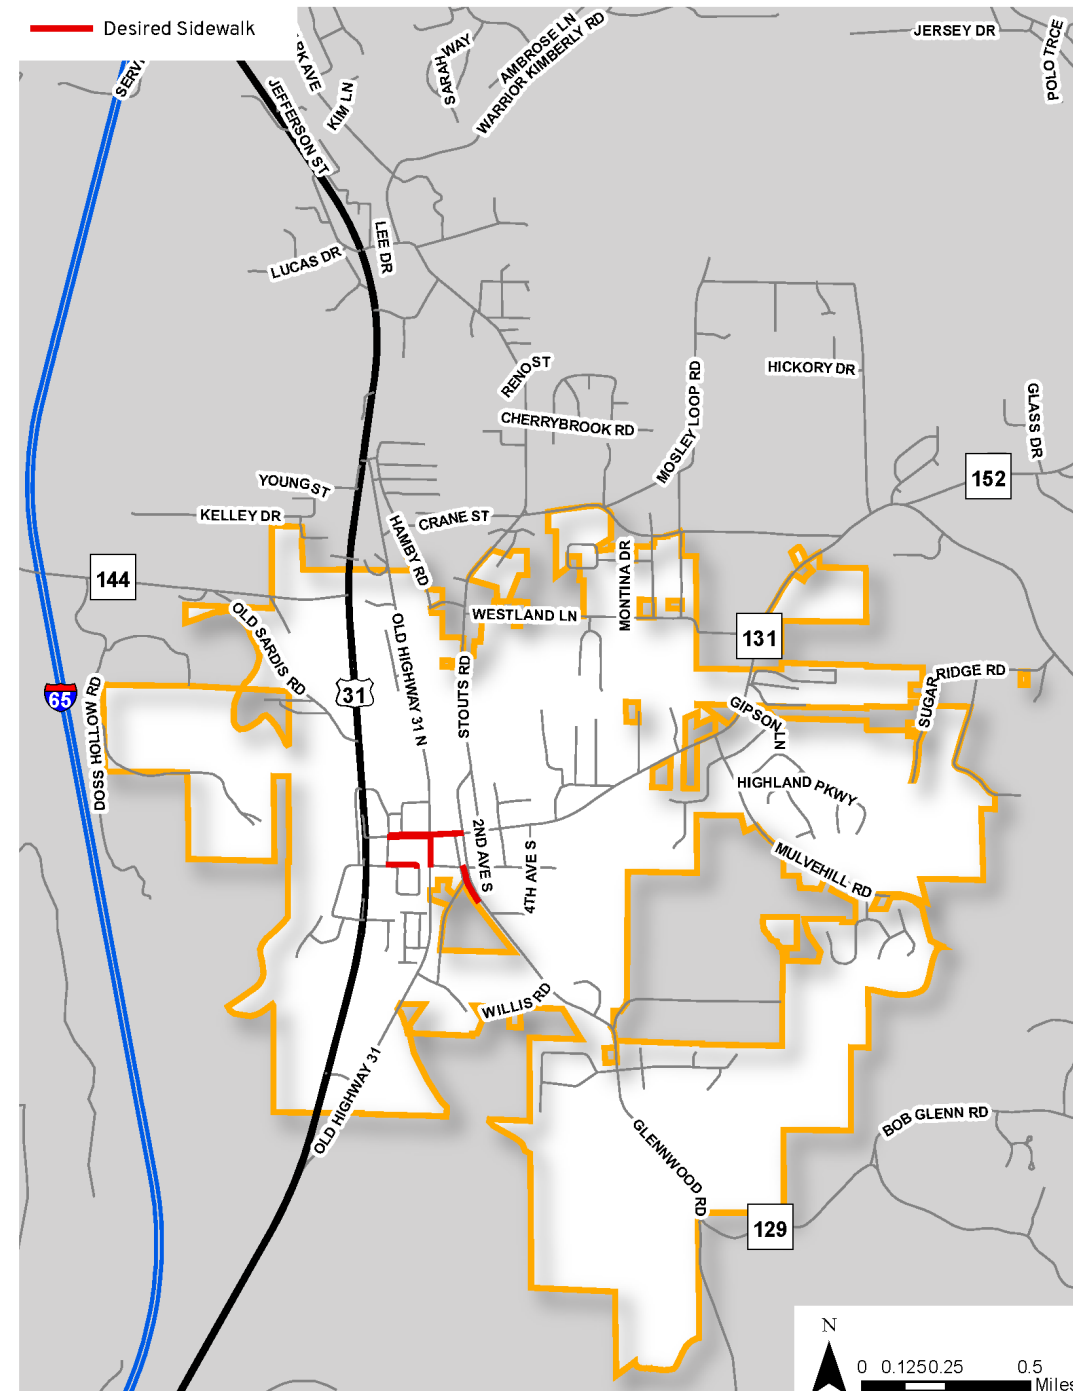 Desired Sidewalk
JERSEY DR
POLO TRCE
AMBROSE LN
WARRIOR KIMBERLY RD
SARAH WAY
RK AVE
KIM LN
SERV
JEFFERSON ST
LEE DR
LUCAS DR
RENO ST
HICKORY DR
MOSLEY LOOP RD
CHERRYBROOK RD
GLASS DR
152
YOUNG ST
KELLEY DR
CRANE ST
HAMBY RD
144
MONTINA DR
WESTLAND LN
131
OLD SARDIS RD
OLD HIGHWAY 31 N
STOUTS RD
SUGAR RIDGE RD
65
31
DOSS HOLLOW RD
GIPSON LN
HIGHLAND PKWY
2ND AVE S
4TH AVE S
MULVEHILL RD
WILLIS RD
OLD HIGHWAY 31
BOB GLENN RD
GLENNWOOD RD
129
N
0 0.125 0.25 0.5
Miles